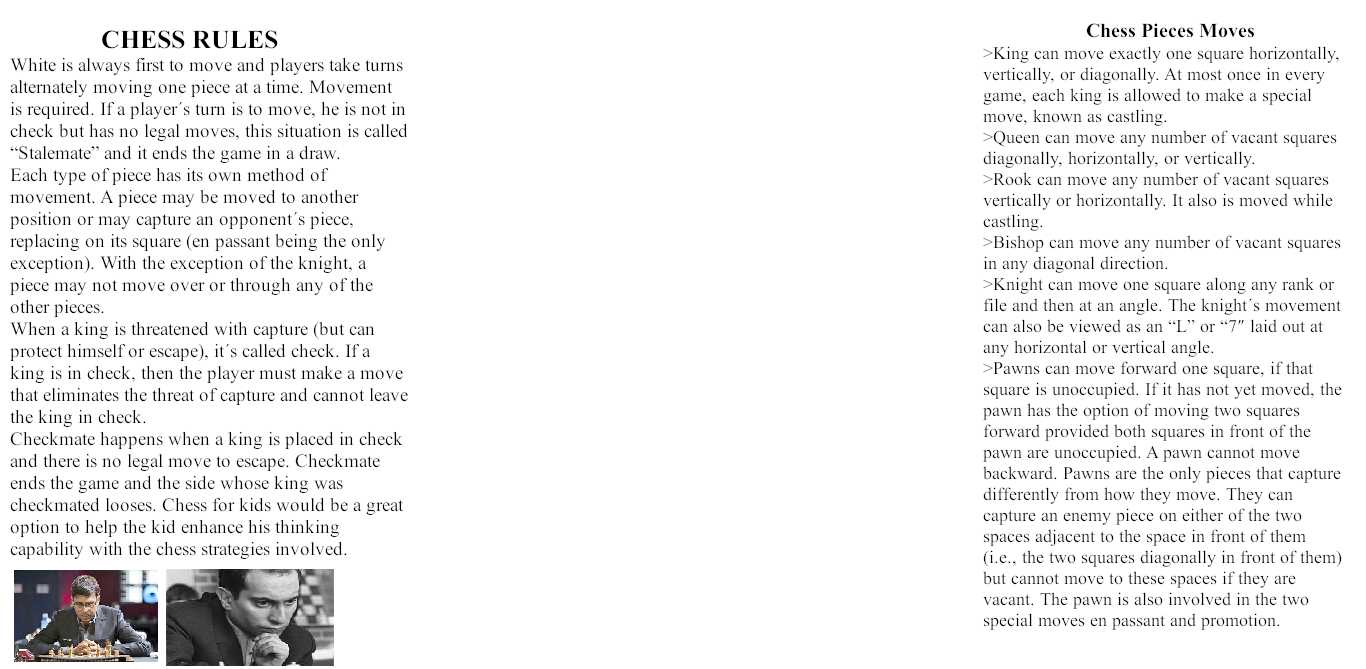 CHESS RULES
White is always first to move and players take turns
alternately moving one piece at a time. Movement
is required. If a player´s turn is to move, he is not in
check but has no legal moves, this situation is called
“Stalemate” and it ends the game in a draw.
Each type of piece has its own method of
movement. A piece may be moved to another
position or may capture an opponent´s piece,
replacing on its square (en passant being the only
exception). With the exception of the knight, a
piece may not move over or through any of the
other pieces.
When a king is threatened with capture (but can
protect himself or escape), it´s called check. If a
king is in check, then the player must make a move
that eliminates the threat of capture and cannot leave
the king in check.
Checkmate happens when a king is placed in check
and there is no legal move to escape. Checkmate
ends the game and the side whose king was
checkmated looses. Chess for kids would be a great
option to help the kid enhance his thinking
capability with the chess strategies involved.
Chess Pieces Moves
>King can move exactly one square horizontally,
vertically, or diagonally. At most once in every
game, each king is allowed to make a special
move, known as castling.
>Queen can move any number of vacant squares
diagonally, horizontally, or vertically.
>Rook can move any number of vacant squares
vertically or horizontally. It also is moved while
castling.
>Bishop can move any number of vacant squares
in any diagonal direction.
>Knight can move one square along any rank or
file and then at an angle. The knight´s movement
can also be viewed as an “L” or “7″ laid out at
any horizontal or vertical angle.
>Pawns can move forward one square, if that
square is unoccupied. If it has not yet moved, the
pawn has the option of moving two squares
forward provided both squares in front of the
pawn are unoccupied. A pawn cannot move
backward. Pawns are the only pieces that capture
differently from how they move. They can
capture an enemy piece on either of the two
spaces adjacent to the space in front of them
(i.e., the two squares diagonally in front of them)
but cannot move to these spaces if they are
vacant. The pawn is also involved in the two
special moves en passant and promotion.